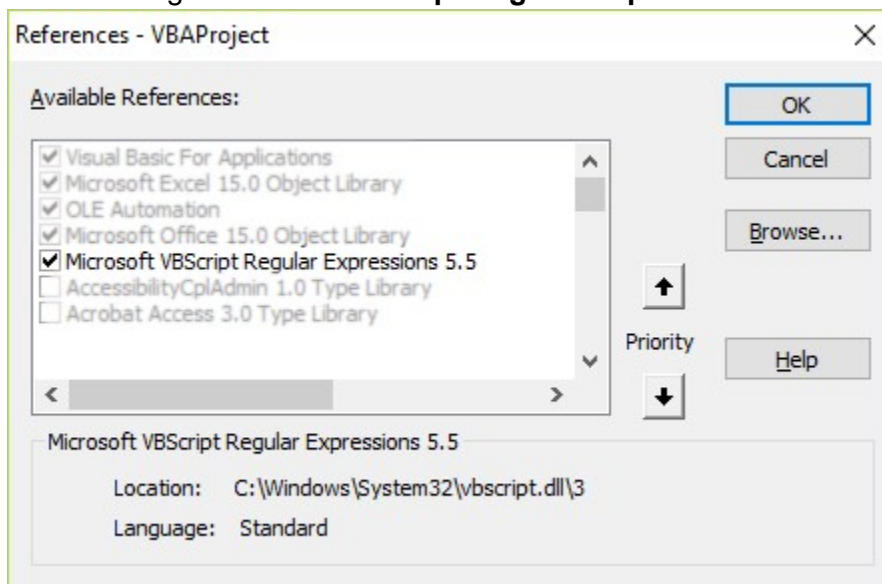 References - VBAProject
Available References:
Visual Basic For Applications
Microsoft Excel 15.0 Object Library
OLE Automation
Microsoft Office 15.0 Object Library
Microsoft VBScript Regular Expressions 5.5
AccessibilityCplAdmin 1.0 Type Library
Acrobat Access 3.0 Type Library
Priority
OK
Cancel
Browse...
Help
Microsoft VBScript Regular Expressions 5.5
Location: C:\Windows\System32\vbscript.dll\3
Language: Standard